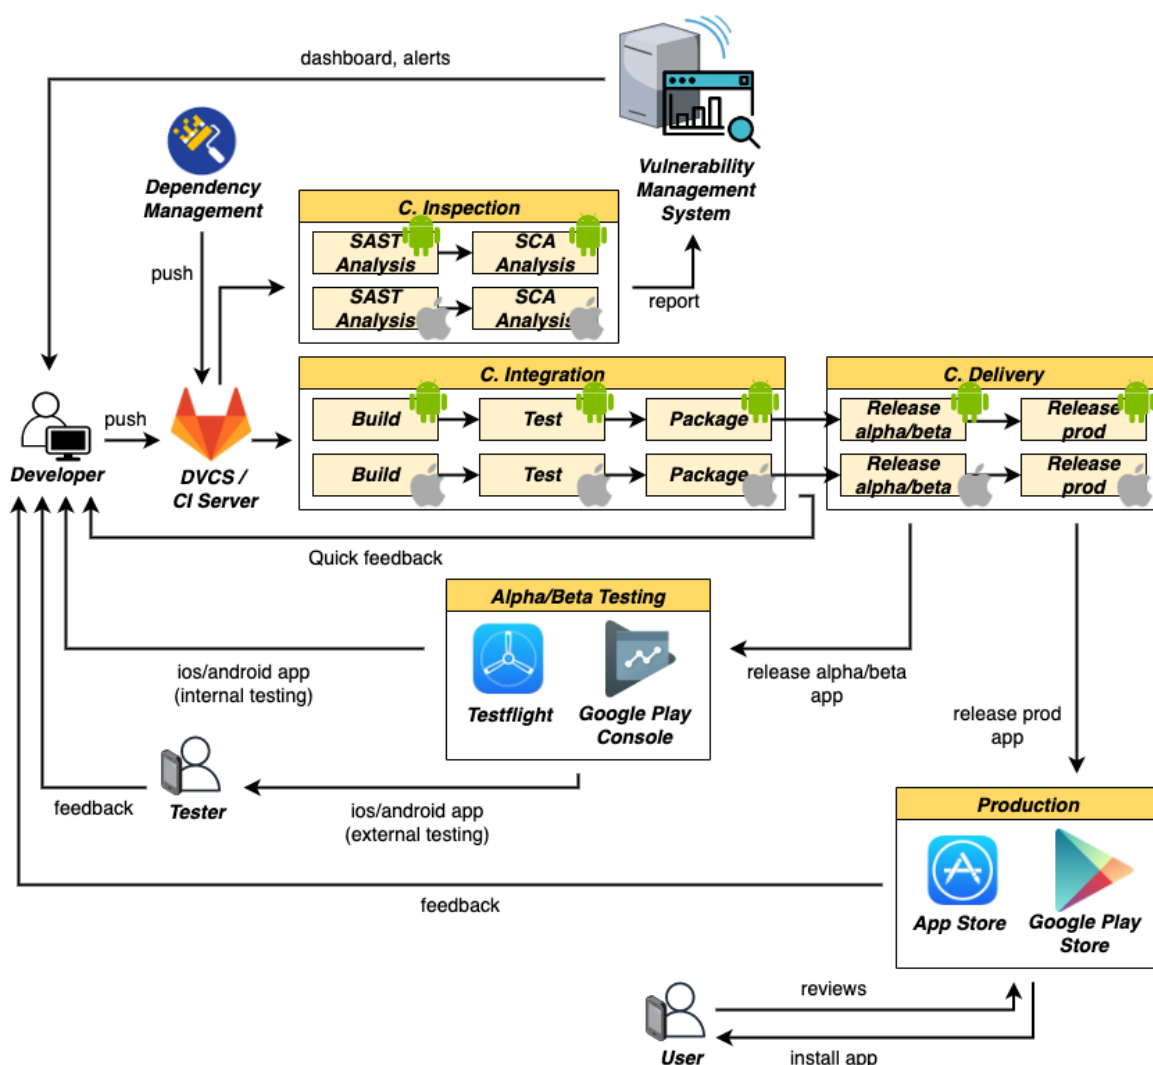 dashboard, alerts
Dependency
Management
Vulnerability
Management
System
C. Inspection
SAST
Analysis
SCA
Analysis
SAST
Analysis
SCA
Analysis
push
report
C. Integration
C. Delivery
Build
Test
Package
Release
alpha/beta
Release
prod
Build
Test
Package
Release
alpha/beta
Release
prod
push
Developer
DVCS /
CI Server
Quick feedback
Alpha/Beta Testing
Testflight
Google Play
Console
ios/android app
(internal testing)
release alpha/beta
app
release prod
app
Tester
feedback
ios/android app
(external testing)
Production
App Store
Google Play
Store
feedback
reviews
User
install app